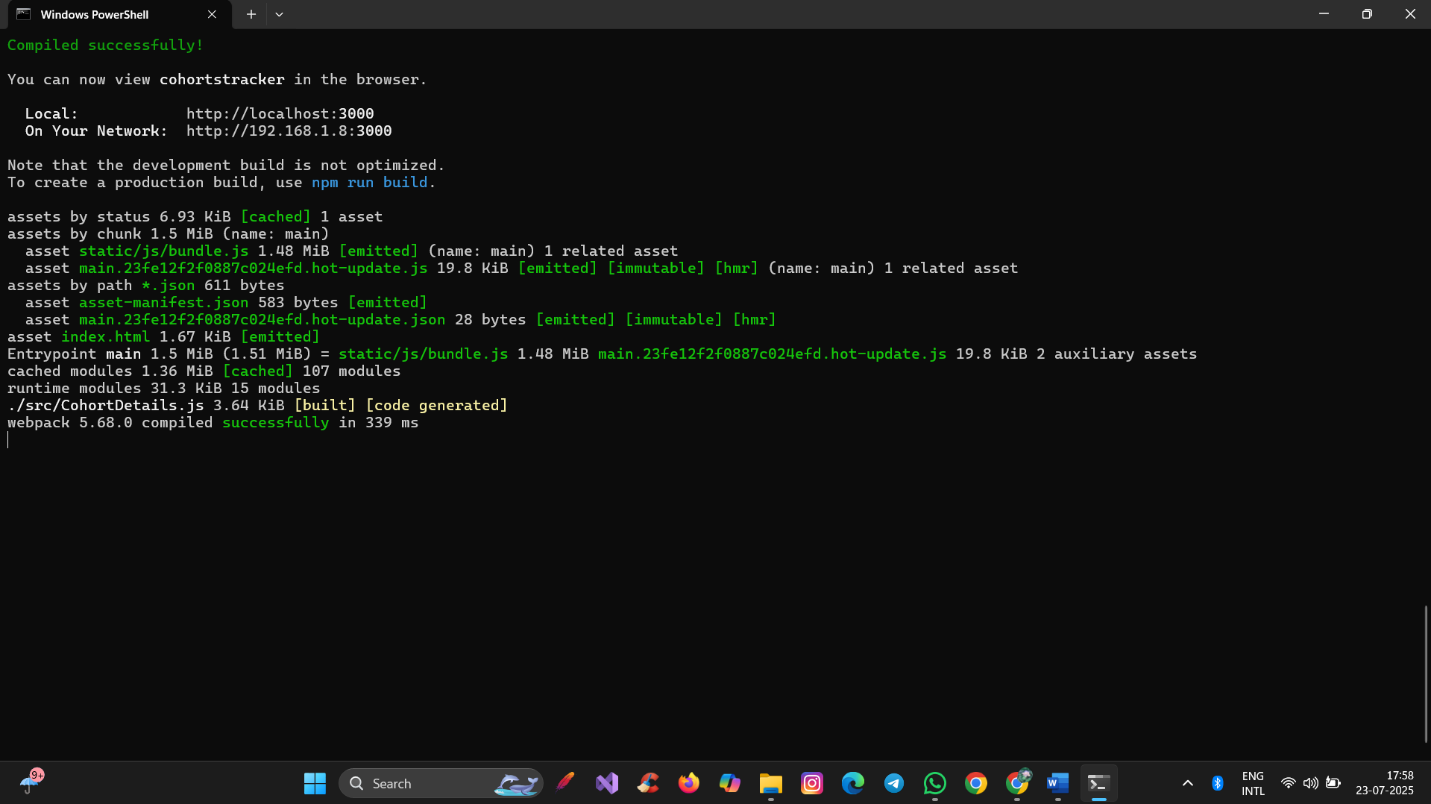 Windows PowerShell
Compiled successfully!
You can now view cohortstracker in the browser.
Local: http://localhost:3000
On Your Network: http://192.168.1.8:3000
Note that the development build is not optimized.
To create a production build, use npm run build.
assets by status 6.93 KiB [cached] 1 asset
assets by chunk 1.5 MiB (name: main)
asset static/js/bundle.js 1.48 MiB [emitted] (name: main) 1 related asset
asset main.23fe12f2f0887c024efd.hot-update.js 19.8 KiB [emitted] [immutable] [hmr] (name: main) 1 related asset
assets by path *.json 611 bytes
asset asset-manifest.json 583 bytes [emitted]
asset main.23fe12f2f0887c024efd.hot-update.json 28 bytes [emitted] [immutable] [hmr]
asset index.html 1.67 KiB [emitted]
Entrypoint main 1.5 MiB (1.51 MiB) = static/js/bundle.js 1.48 MiB main.23fe12f2f0887c024efd.hot-update.js 19.8 KiB 2 auxiliary assets
cached modules 1.36 MiB [cached] 107 modules
runtime modules 31.3 KiB 15 modules
./src/CohortDetails.js 3.64 KiB [built] [code generated]
webpack 5.68.0 compiled successfully in 339 ms
9+
Search
ENG
INTL
17:58
23-07-2025